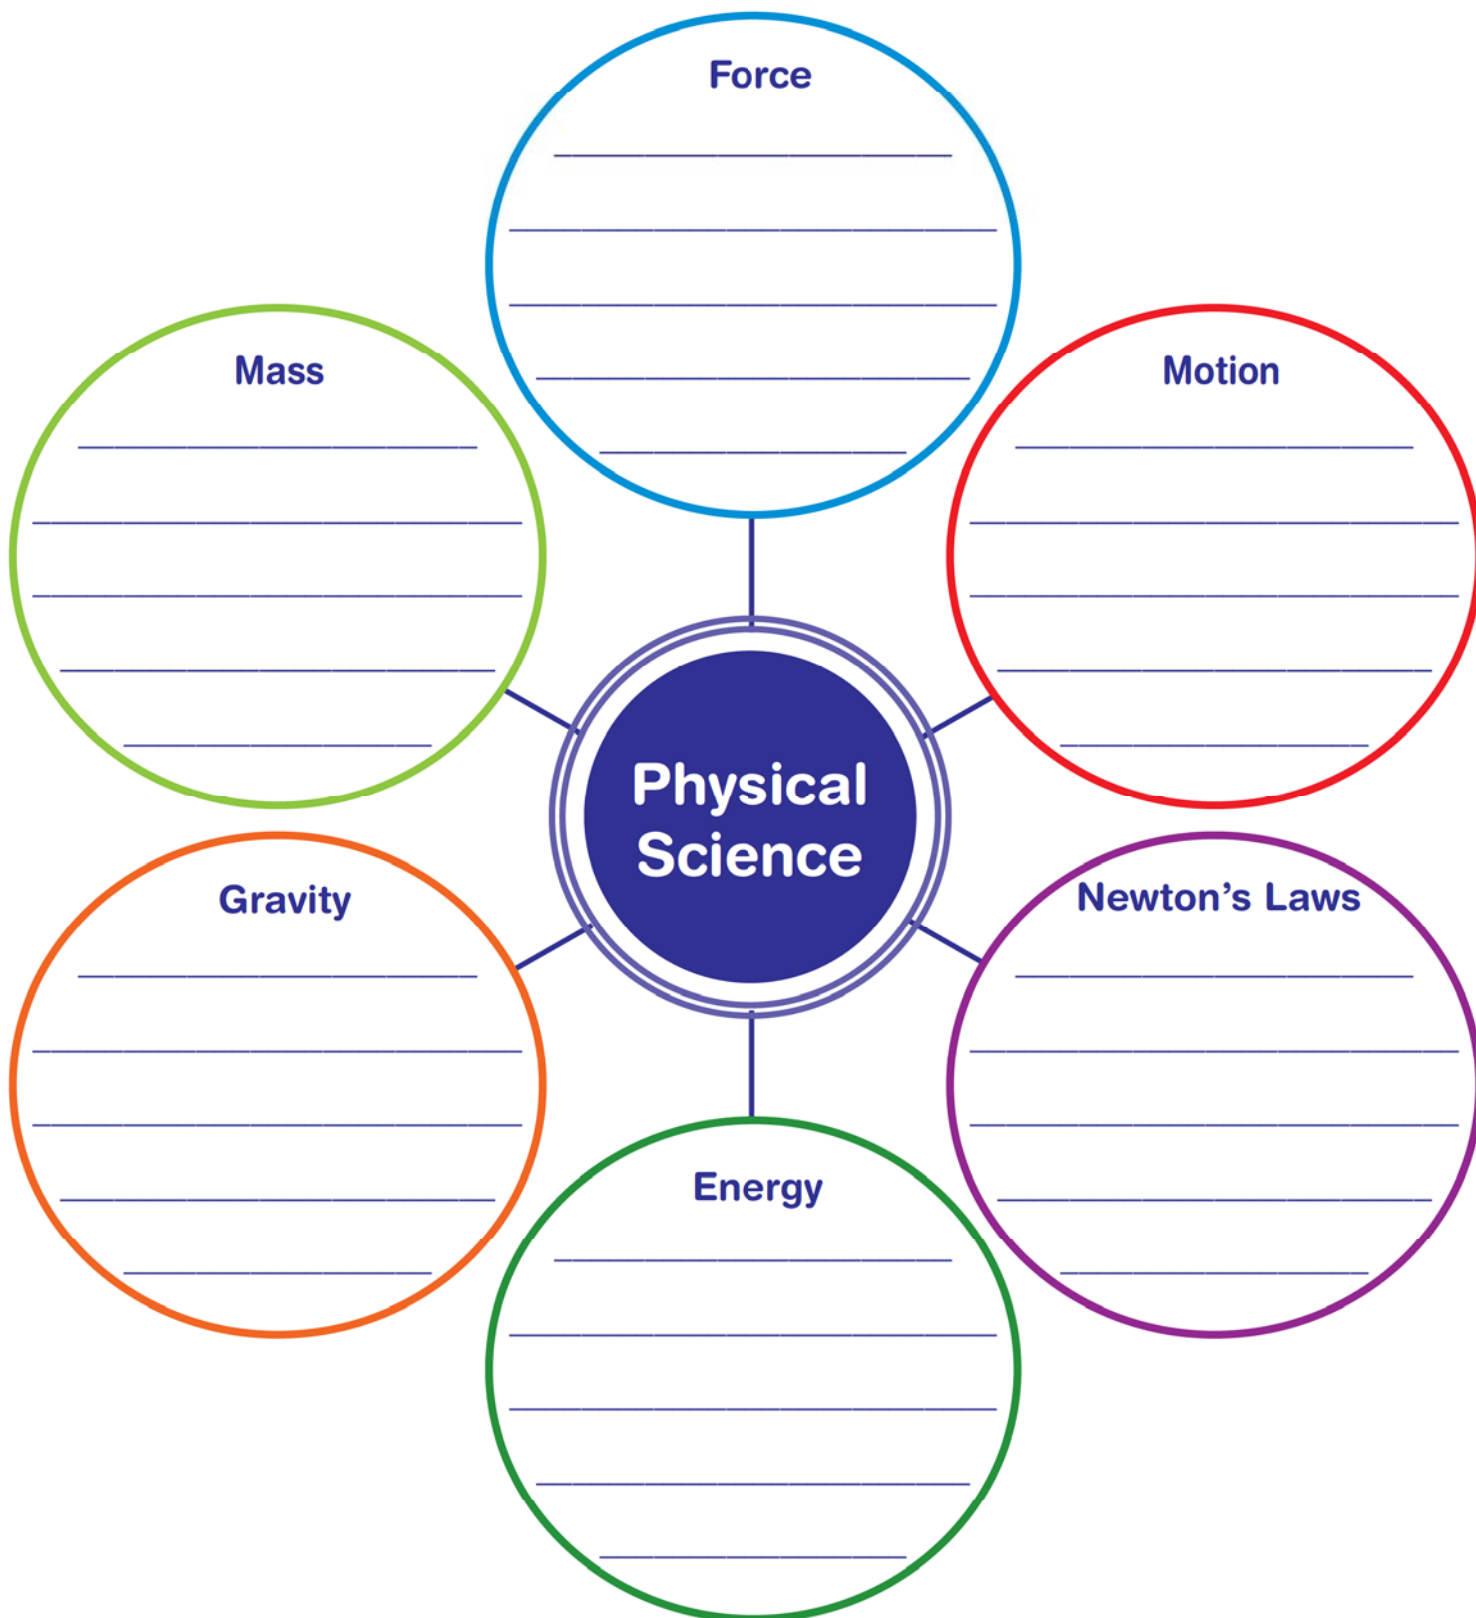 Force
Mass
Motion
Physical
Science
Gravity
Newton's Laws
Energy